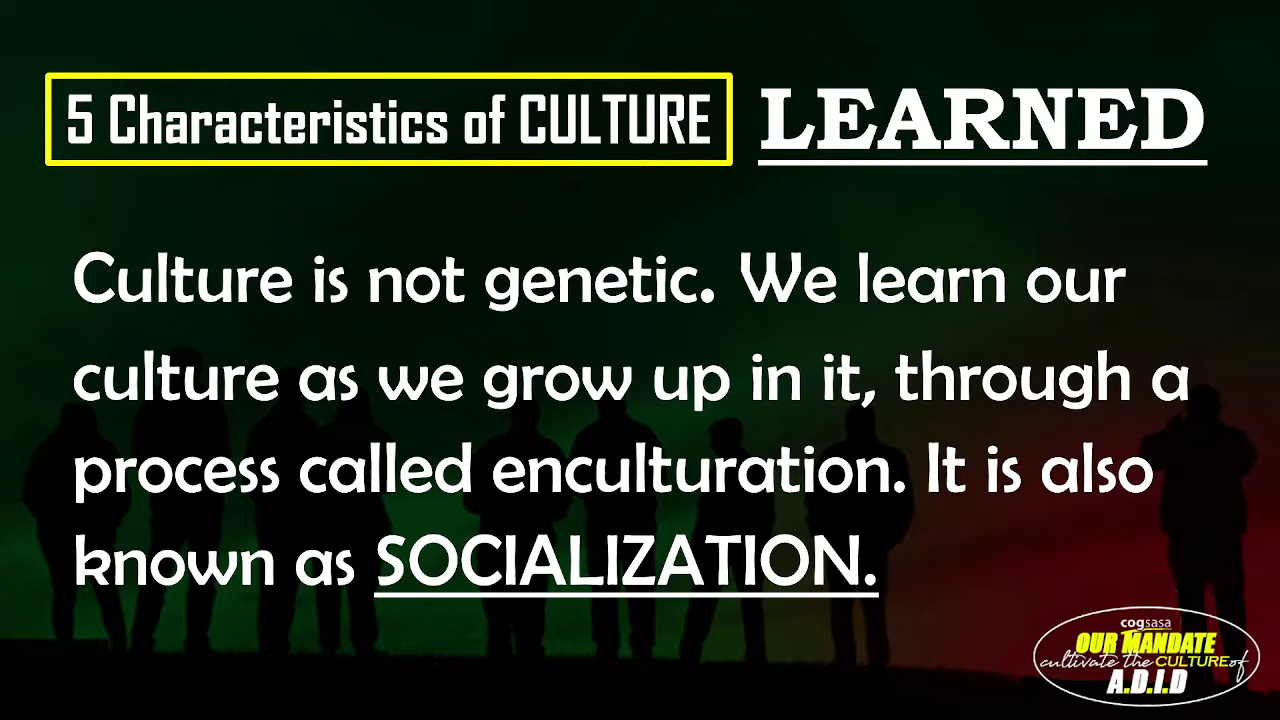 5 Characteristics of CULTURE LEARNED
Culture is not genetic. We learn our
culture as we grow up in it, through a
process called enculturation. It is also
known as SOCIALIZATION.
cogsasa
OUR MANDATE
cultivate the CULTURE of
A.D.I.D